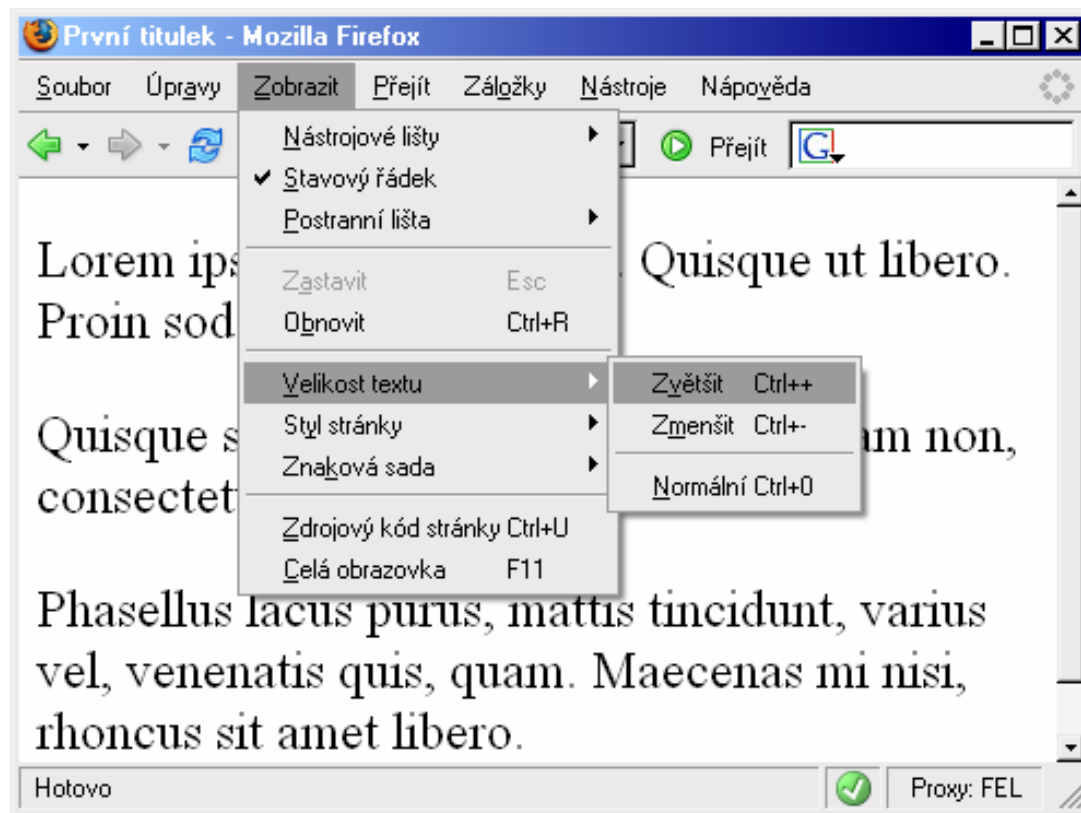 První titulek - Mozilla Firefox
Soubor Úpravy Zobrazit Přejít Záložky Nástroje Nápověda
Přejít G
Nástrojové lišty
Stavový řádek
Postranní lišta
Zastavit Esc
Obnovit Ctrl+R
Velikost textu
Styl stránky
Znaková sada
Zdrojový kód stránky Ctrl+U
Celá obrazovka F11
Zvětšit Ctrl++
Zmenšit Ctrl+-
Normální Ctrl+0
Lorem ips . Quisque ut libero.
Proin sod
Quisque s am non,
consectet
Phasellus lacus purus, mattis tincidunt, varius
vel, venenatis quis, quam. Maecenas mi nisi,
rhoncus sit amet libero.
Hotovo Proxy: FEL